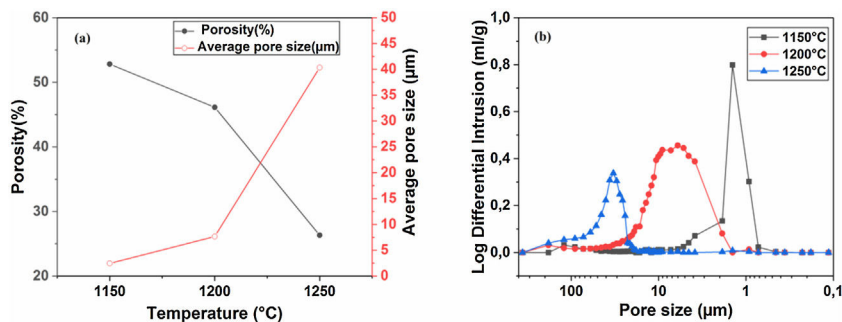 (a)
Porosity(%)
Average pore size(µm)
60
50
40
30
20
Porosity(%)
50
45
40
35
30
25
20
15
10
5
0
Average pore size (µm)
1150 1200 1250
Temperature (°C)
(b)
1150°C
1200°C
1250°C
1,0
0,8
0,6
0,4
0,2
0,0
Log Differential Intrusion (ml/g)
100 10 1 0,1
Pore size (µm)